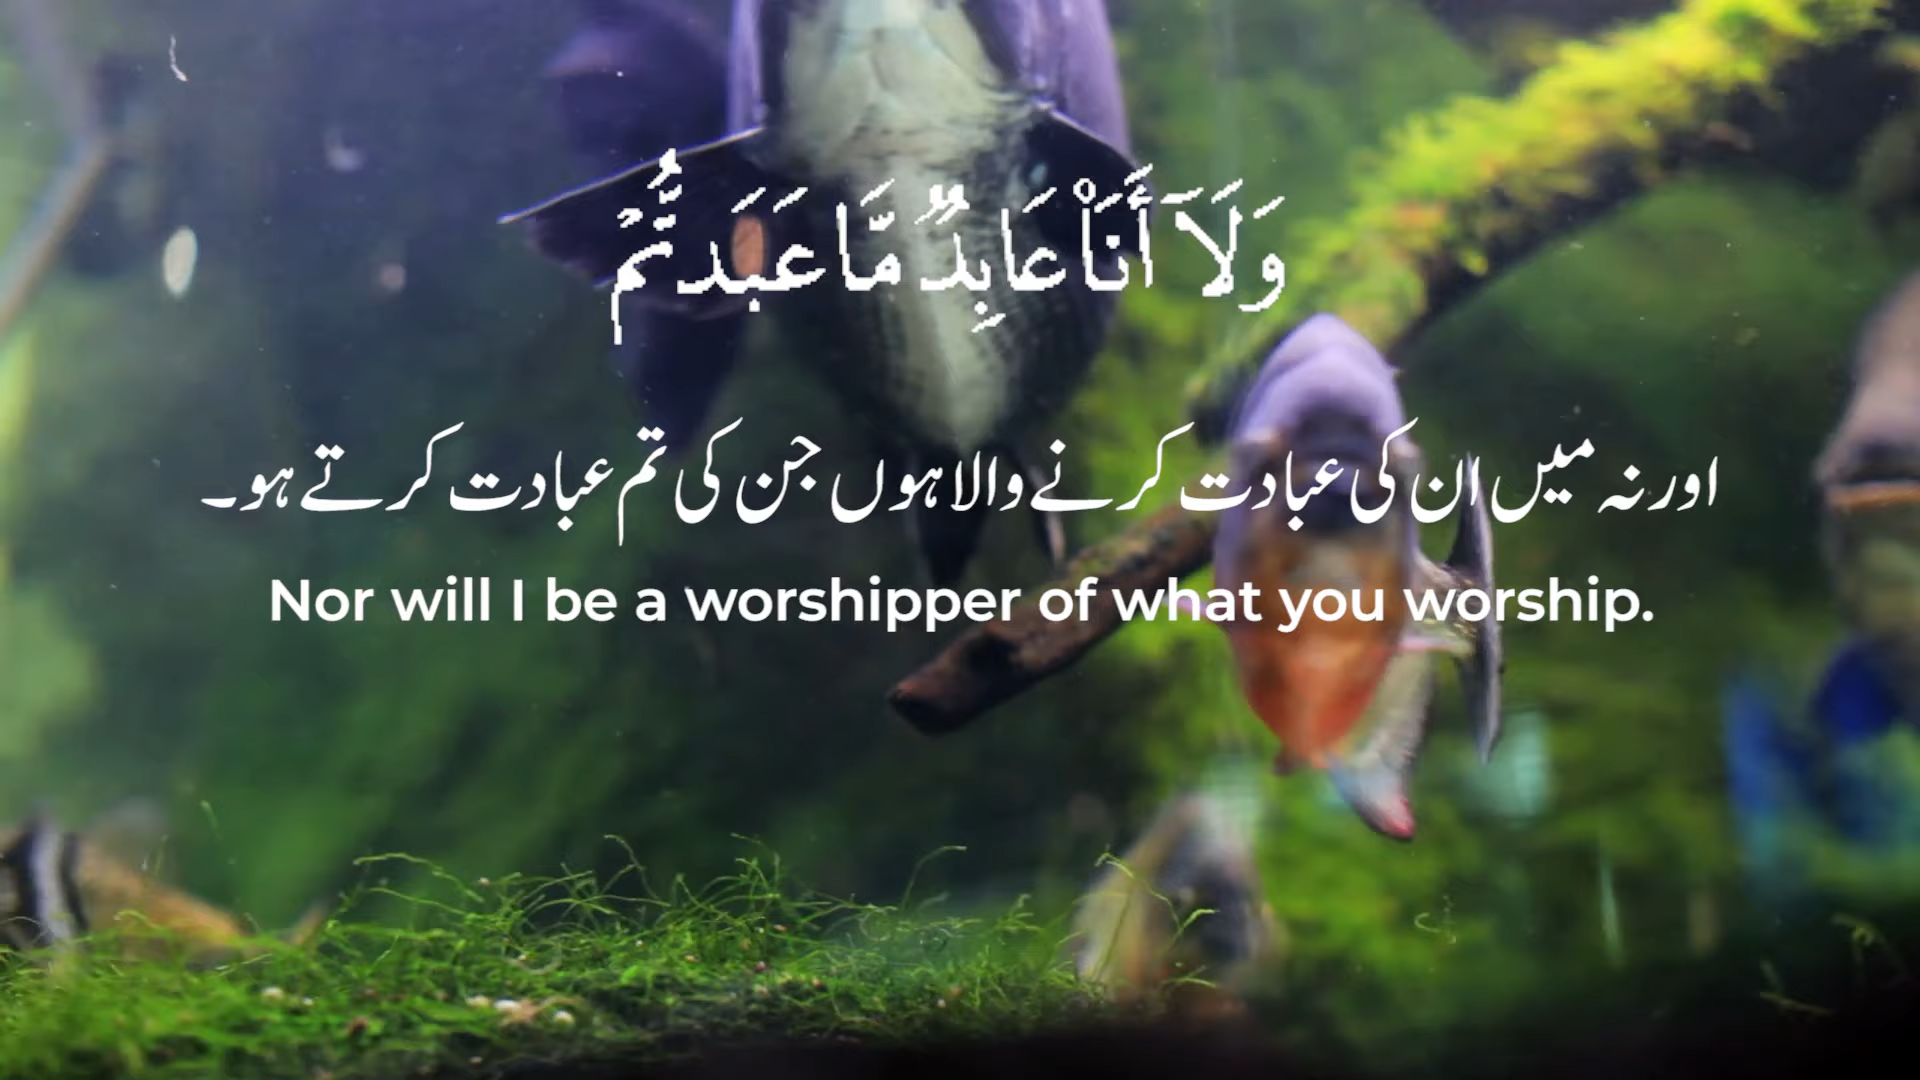 وَلَآ أَنَا۠ عَابِدٌ مَّا عَبَدتُّمْ
اور نہ میں ان کی عبادت کرنے والا ہوں جن کی تم عبادت کرتے ہو۔
Nor will I be a worshipper of what you worship.